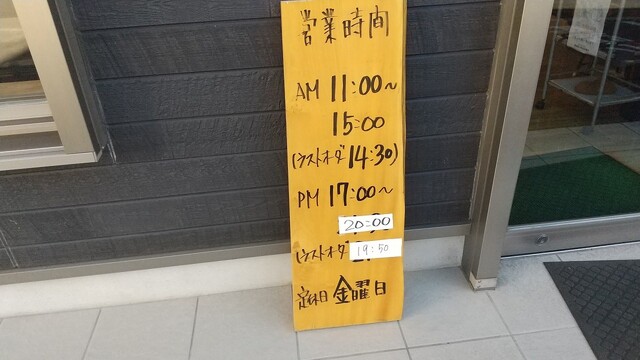 営業時間
AM 11:00～
15:00
(ラストオーダ 14:30)
PM 17:00～
20:00
(ラストオーダ 19:50
定休日 金曜日